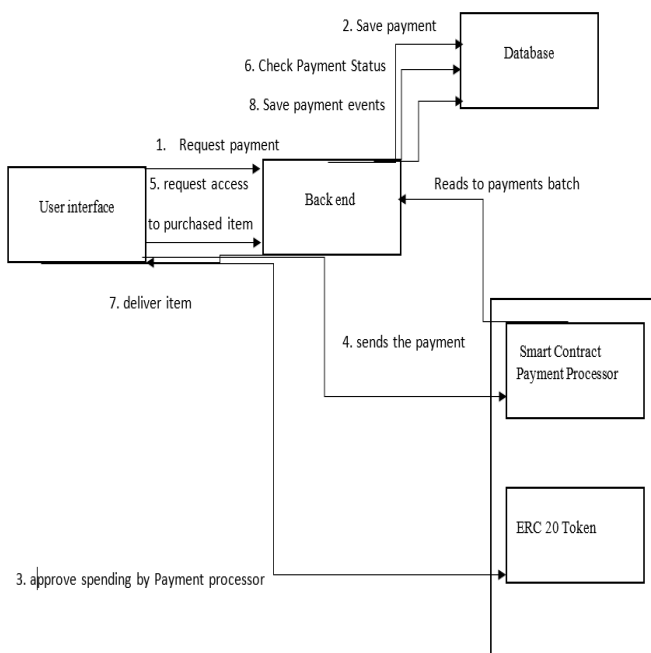 2. Save payment
Database
6. Check Payment Status
8. Save payment events
1. Request payment
5. request access
to purchased item
User interface
Back end
Reads to payments batch
7. deliver item
4. sends the payment
Smart Contract
Payment Processor
ERC 20 Token
3. approve spending by Payment processor